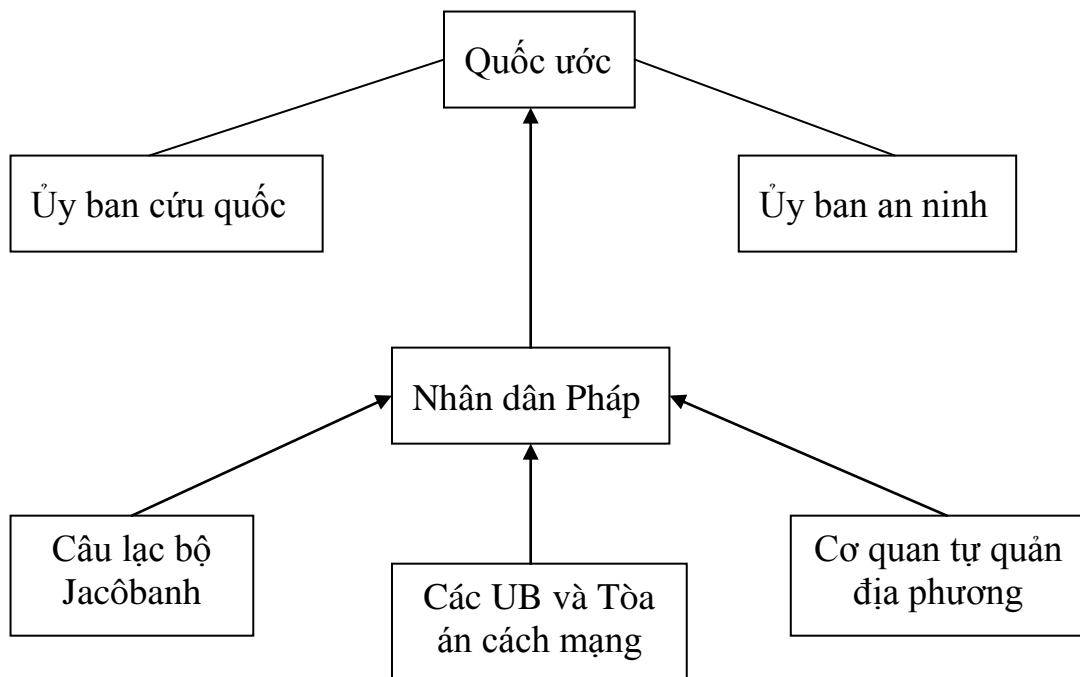 Quốc ước
Ủy ban cứu quốc
Ủy ban an ninh
Nhân dân Pháp
Câu lạc bộ
Jacôbanh
Các UB và Tòa
án cách mạng
Cơ quan tự quản
địa phương